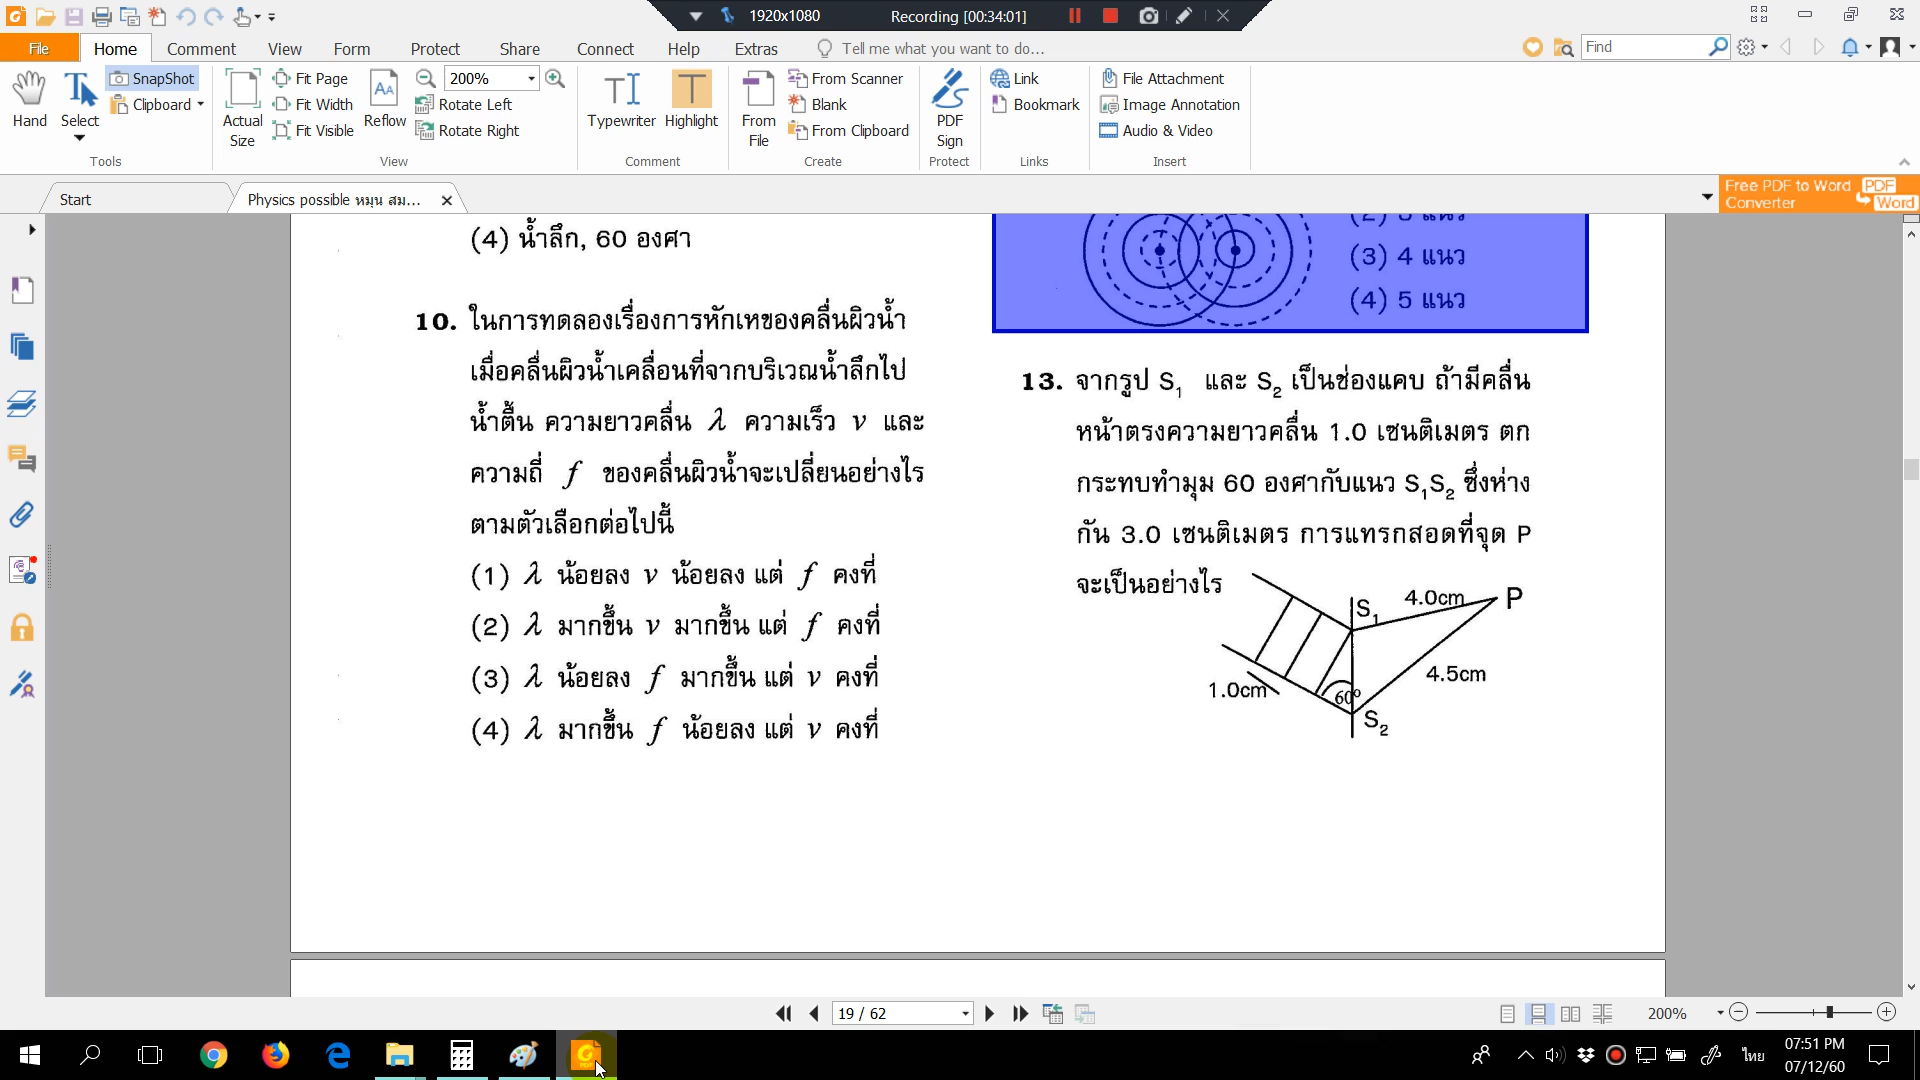 1920x1080
Recording [00:34:01]
File
Home
Comment
View
Form
Protect
Share
Connect
Help
Extras
Tell me what you want to do...
Find
Hand
Select
SnapShot
Clipboard
Tools
Actual Size
Fit Page
Fit Width
Fit Visible
Reflow
200%
Rotate Left
Rotate Right
View
Typewriter
Highlight
Comment
From File
From Scanner
Blank
From Clipboard
Create
PDF Sign
Protect
Link
Bookmark
Links
File Attachment
Image Annotation
Audio & Video
Insert
Start
Physics possible หมุน สม...
Free PDF to Word Converter
PDF
Word
(4) น้ำลึก, 60 องศา
10. ในการทดลองเรื่องการหักเหของคลื่นผิวน้ำ
เมื่อคลื่นผิวน้ำเคลื่อนที่จากบริเวณน้ำลึกไป
น้ำตื้น ความยาวคลื่น λ ความเร็ว v และ
ความถี่ f ของคลื่นผิวน้ำจะเปลี่ยนอย่างไร
ตามตัวเลือกต่อไปนี้
(1) λ น้อยลง v น้อยลง แต่ f คงที่
(2) λ มากขึ้น v มากขึ้น แต่ f คงที่
(3) λ น้อยลง f มากขึ้น แต่ v คงที่
(4) λ มากขึ้น f น้อยลง แต่ v คงที่
(2) 3 แนว
(3) 4 แนว
(4) 5 แนว
13. จากรูป S₁ และ S₂ เป็นช่องแคบ ถ้ามีคลื่น
หน้าตรงความยาวคลื่น 1.0 เซนติเมตร ตก
กระทบทำมุม 60 องศากับแนว S₁S₂ ซึ่งห่าง
กัน 3.0 เซนติเมตร การแทรกสอดที่จุด P
จะเป็นอย่างไร
S₁
4.0cm
P
4.5cm
1.0cm
60°
S₂
19 / 62
200%
ไทย
07:51 PM
07/12/60